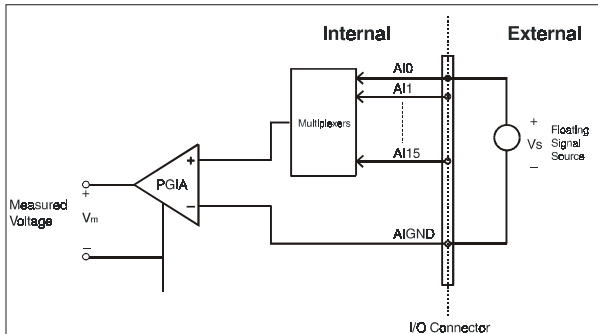 Internal
External
AI0
AI1
Multiplexers
AI15
+
Vs
−
Floating
Signal
Source
PGIA
+
−
Measured
Voltage
+
Vm
−
AIGND
I/O Connector